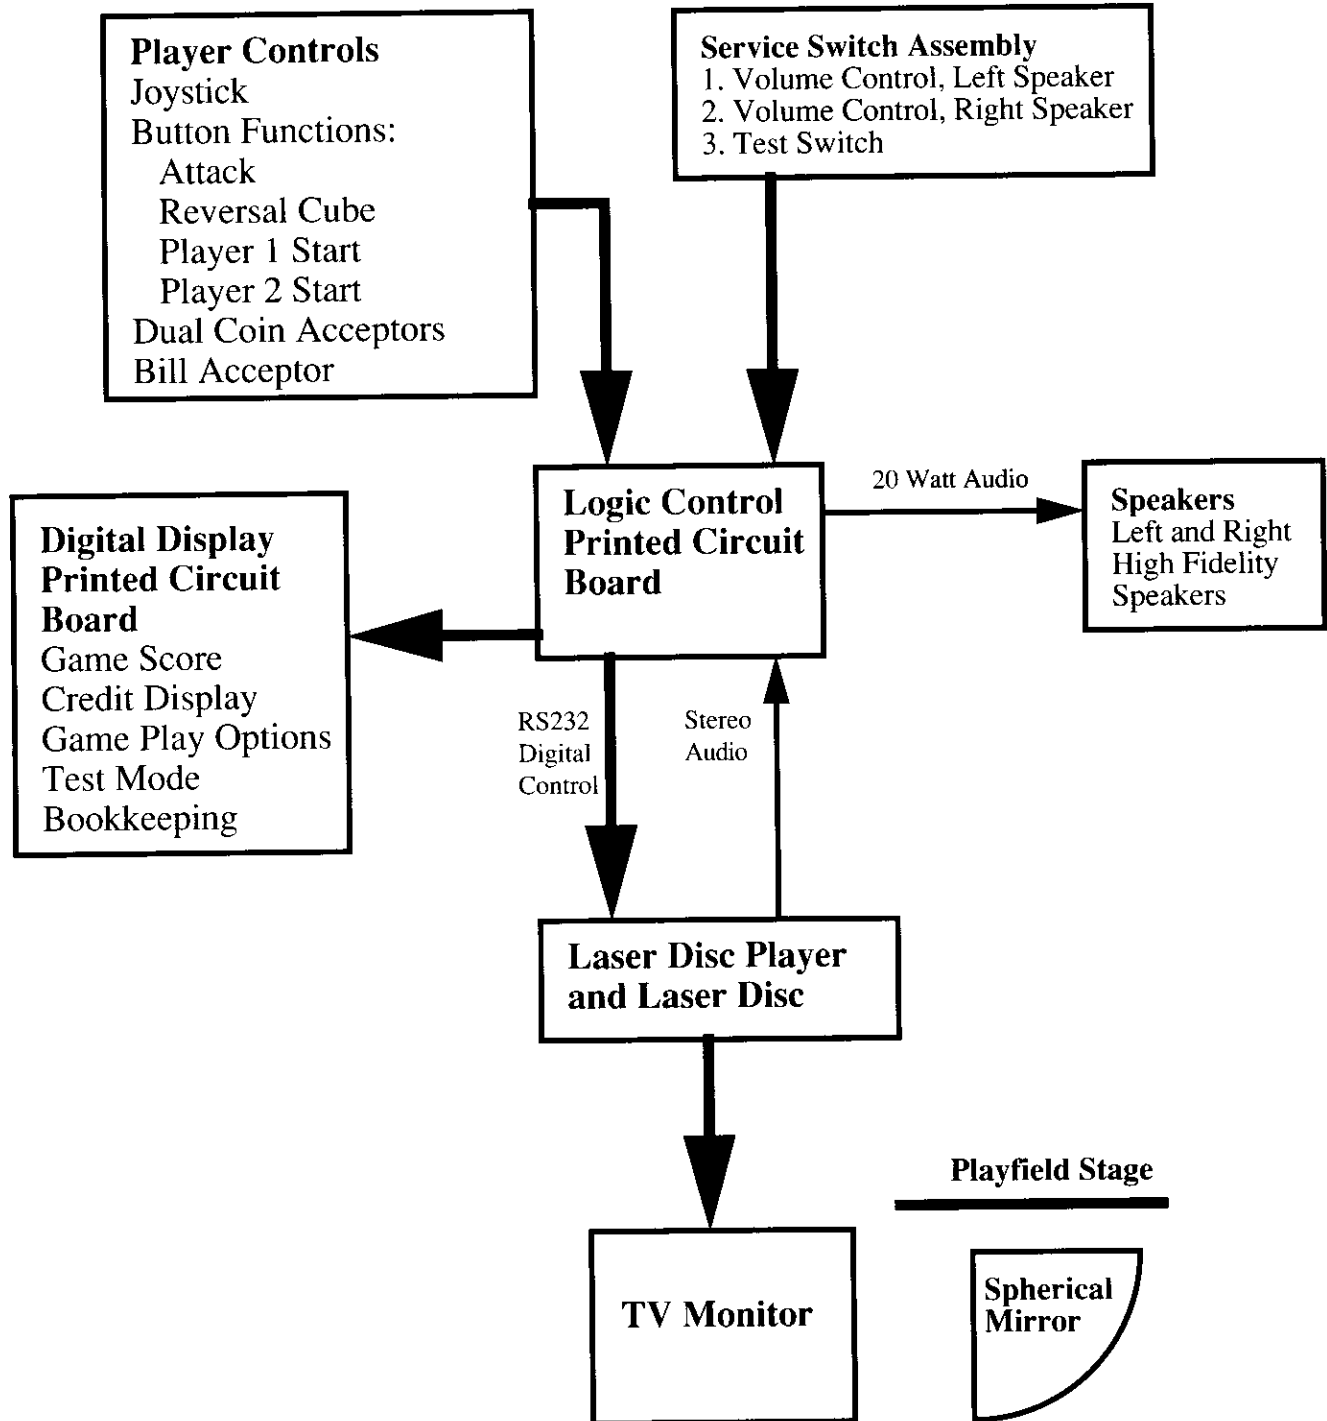 Player Controls
Joystick
Button Functions:
Attack
Reversal Cube
Player 1 Start
Player 2 Start
Dual Coin Acceptors
Bill Acceptor
Service Switch Assembly
1. Volume Control, Left Speaker
2. Volume Control, Right Speaker
3. Test Switch
Logic Control
Printed Circuit
Board
20 Watt Audio
Speakers
Left and Right
High Fidelity
Speakers
Digital Display
Printed Circuit
Board
Game Score
Credit Display
Game Play Options
Test Mode
Bookkeeping
RS232
Digital
Control
Stereo
Audio
Laser Disc Player
and Laser Disc
Playfield Stage
TV Monitor
Spherical
Mirror